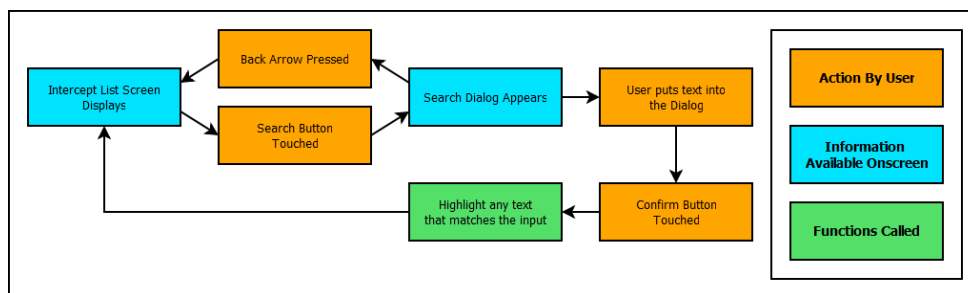 Back Arrow Pressed
Intercept List Screen
Displays
Search Button
Touched
Search Dialog Appears
User puts text into
the Dialog
Confirm Button
Touched
Highlight any text
that matches the input
Action By User
Information
Available Onscreen
Functions Called